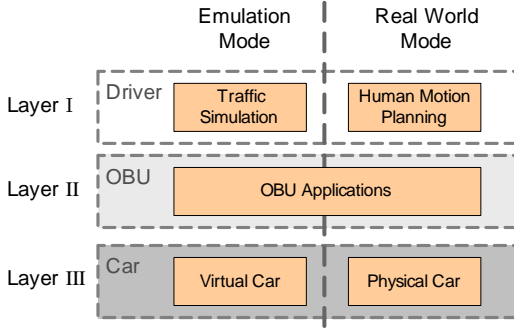 Emulation
Mode
Real World
Mode
Layer I
Driver
Traffic
Simulation
Human Motion
Planning
Layer II
OBU
OBU Applications
Layer III
Car
Virtual Car
Physical Car